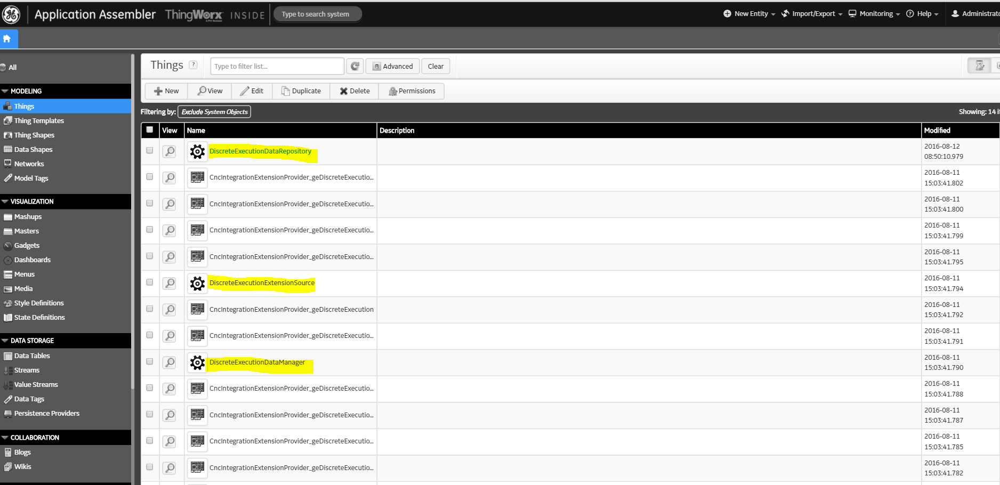 Application Assembler ThingWorx INSIDE Type to search system New Entity Import/Export Monitoring Help
All
MODELING
Things
Thing Templates
Thing Shapes
Data Shapes
Networks
Model Tags
VISUALIZATION
Mashups
Masters
Gadgets
Dashboards
Menus
Media
Style Definitions
State Definitions
DATA STORAGE
Data Tables
Streams
Value Streams
Data Tags
Persistence Providers
COLLABORATION
Blogs
Wikis
Things ? Type to filter list... Advanced Clear
New View Edit Duplicate Delete Permissions
Filtering by: Exclude System Objects Showing: 14
View Name Description Modified
DiscreteExecutionDataRepository 2016-08-12
08:50:10.979
CncIntegrationExtensionProvider_geDiscreteExecutio... 2016-08-11
15:03:41.802
CncIntegrationExtensionProvider_geDiscreteExecutio... 2016-08-11
15:03:41.800
CncIntegrationExtensionProvider_geDiscreteExecutio... 2016-08-11
15:03:41.799
CncIntegrationExtensionProvider_geDiscreteExecutio... 2016-08-11
15:03:41.795
DiscreteExecutionExtensionSource 2016-08-11
15:03:41.794
CncIntegrationExtensionProvider_geDiscreteExecution 2016-08-11
15:03:41.792
CncIntegrationExtensionProvider_geDiscreteExecutio... 2016-08-11
15:03:41.791
DiscreteExecutionDataManager 2016-08-11
15:03:41.790
CncIntegrationExtensionProvider_geDiscreteExecutio... 2016-08-11
15:03:41.788
CncIntegrationExtensionProvider_geDiscreteExecutio... 2016-08-11
15:03:41.787
CncIntegrationExtensionProvider_geDiscreteExecutio... 2016-08-11
15:03:41.785
CncIntegrationExtensionProvider_geDiscreteExecutio... 2016-08-11
15:03:41.782